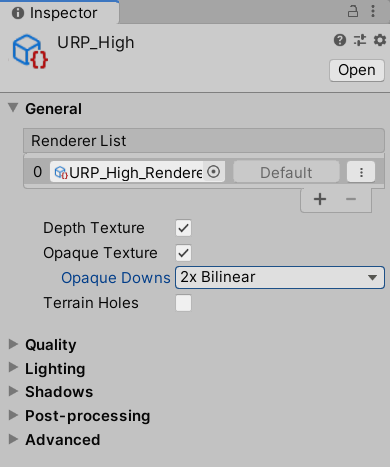 Inspector
URP_High
Open
General
Renderer List
0 URP_High_Rendere Default
Depth Texture
Opaque Texture
Opaque Downs 2x Bilinear
Terrain Holes
Quality
Lighting
Shadows
Post-processing
Advanced